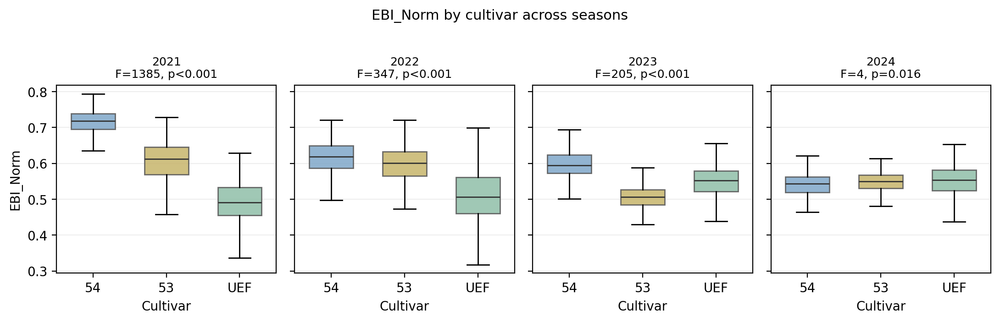 EBI_Norm by cultivar across seasons
2021
F=1385, p<0.001
2022
F=347, p<0.001
2023
F=205, p<0.001
2024
F=4, p=0.016
EBI_Norm
0.8
0.7
0.6
0.5
0.4
0.3
54 53 UEF
Cultivar
54 53 UEF
Cultivar
54 53 UEF
Cultivar
54 53 UEF
Cultivar